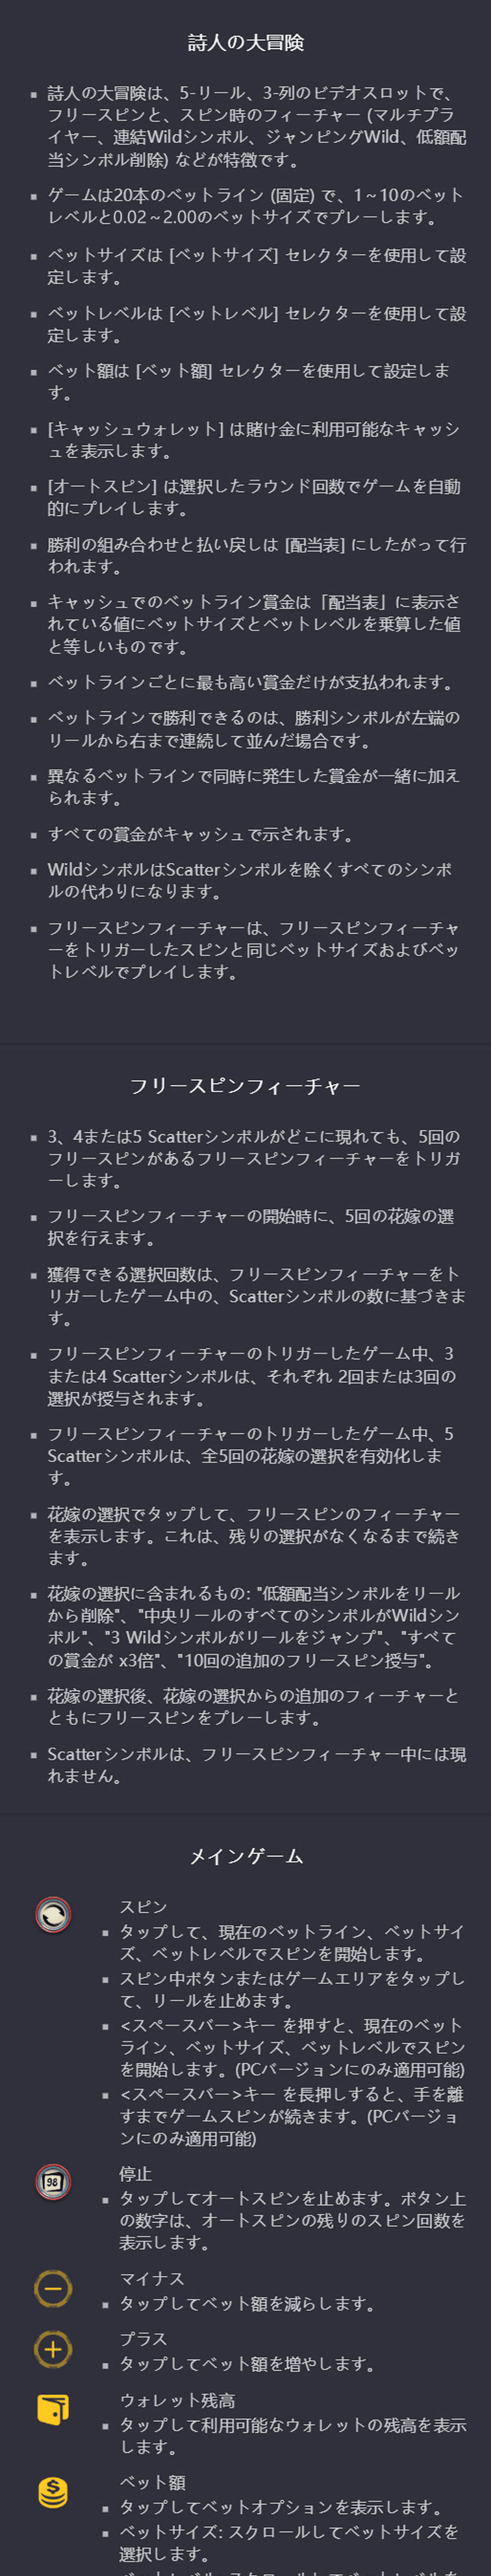 詩人の大冒険
詩人の大冒険は、5-リール、3-列のビデオスロットで、
フリースピンと、スピン時のフィーチャー (マルチプラ
イヤー、連結Wildシンボル、ジャンピングWild、低額配
当シンボル削除) などが特徴です。
ゲームは20本のベットライン (固定) で、1～10のベット
レベルと0.02～2.00のベットサイズでプレーします。
ベットサイズは [ベットサイズ] セレクターを使用して設
定します。
ベットレベルは [ベットレベル] セレクターを使用して設
定します。
ベット額は [ベット額] セレクターを使用して設定しま
す。
[キャッシュウォレット] は賭け金に利用可能なキャッシ
ュを表示します。
[オートスピン] は選択したラウンド回数でゲームを自動
的にプレイします。
勝利の組み合わせと払い戻しは [配当表] にしたがって行
われます。
キャッシュでのベットライン賞金は「配当表」に表示さ
れている値にベットサイズとベットレベルを乗算した値
と等しいものです。
ベットラインごとに最も高い賞金だけが支払われます。
ベットラインで勝利できるのは、勝利シンボルが左端の
リールから右まで連続して並んだ場合です。
異なるベットラインで同時に発生した賞金が一緒に加え
られます。
すべての賞金がキャッシュで示されます。
WildシンボルはScatterシンボルを除くすべてのシンボ
ルの代わりになります。
フリースピンフィーチャーは、フリースピンフィーチャ
ーをトリガーしたスピンと同じベットサイズおよびベッ
トレベルでプレイします。
フリースピンフィーチャー
3、4または5 Scatterシンボルがどこに現れても、5回の
フリースピンがあるフリースピンフィーチャーをトリガ
ーします。
フリースピンフィーチャーの開始時に、5回の花嫁の選
択を行えます。
獲得できる選択回数は、フリースピンフィーチャーをト
リガーしたゲーム中の、Scatterシンボルの数に基づきま
す。
フリースピンフィーチャーのトリガーしたゲーム中、3
または4 Scatterシンボルは、それぞれ 2回または3回の
選択が授与されます。
フリースピンフィーチャーのトリガーしたゲーム中、5
Scatterシンボルは、全5回の花嫁の選択を有効化しま
す。
花嫁の選択でタップして、フリースピンのフィーチャー
を表示します。これは、残りの選択がなくなるまで続き
ます。
花嫁の選択に含まれるもの: "低額配当シンボルをリール
から削除"、"中央リールのすべてのシンボルがWildシン
ボル"、"3 Wildシンボルがリールをジャンプ"、"すべて
の賞金が x3倍"、"10回の追加のフリースピン授与"。
花嫁の選択後、花嫁の選択からの追加のフィーチャーと
ともにフリースピンをプレーします。
Scatterシンボルは、フリースピンフィーチャー中には現
れません。
メインゲーム
スピン
タップして、現在のベットライン、ベットサイ
ズ、ベットレベルでスピンを開始します。
スピン中ボタンまたはゲームエリアをタップし
て、リールを止めます。
<スペースバー>キー を押すと、現在のベット
ライン、ベットサイズ、ベットレベルでスピン
を開始します。(PCバージョンにのみ適用可能)
<スペースバー>キー を長押しすると、手を離
すまでゲームスピンが続きます。(PCバージョ
ンにのみ適用可能)
98
停止
タップしてオートスピンを止めます。ボタン上
の数字は、オートスピンの残りのスピン回数を
表示します。
マイナス
タップしてベット額を減らします。
プラス
タップしてベット額を増やします。
ウォレット残高
タップして利用可能なウォレットの残高を表示
します。
ベット額
タップしてベットオプションを表示します。
ベットサイズ: スクロールしてベットサイズを
選択します。